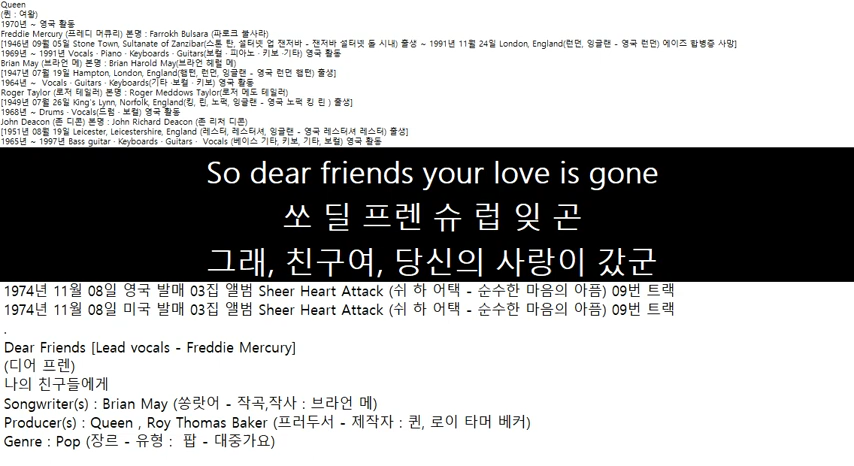 Queen
(퀸 : 여왕)
1970년 ~ 영국 활동
Freddie Mercury (프레디 머큐리) 본명 : Farrokh Bulsara (파로크 불사라)
[1946년 09월 05일 Stone Town, Sultanate of Zanzibar(스톤 탄, 설터넷 업 잰저바 - 잰저바 설터넷 돔 시내) 출생 ~ 1991년 11월 24일 London, England(런던, 잉글랜 - 영국 런던) 에이즈 합병증 사망]
1969년 ~ 1991년 Vocals · Piano · Keyboards · Guitars(보컬 · 피아노 · 키보드 ·기타) 영국 활동
Brian May (브라언 메) 본명 : Brian Harold May(브라언 헤럴 메)
[1947년 07월 19일 Hampton, London, England(햄턴, 런던, 잉글랜 - 영국 런던 햄턴) 출생]
1964년 ~ Vocals · Guitars · Keyboards(기타 ·보컬 · 키보) 영국 활동
Roger Taylor (로저 테일러) 본명 : Roger Meddows Taylor(로저 메도 테일러)
[1949년 07월 26일 King's Lynn, Norfolk, England(킹, 린, 노퍽, 잉글랜 - 영국 노퍽 킹 린 ) 출생]
1968년 ~ Drums · Vocals(드럼 · 보컬) 영국 활동
John Deacon (존 디콘) 본명 : John Richard Deacon (존 리저 디콘)
[1951년 08월 19일 Leicester, Leicestershire, England (레스터, 레스터셔, 잉글랜 - 영국 레스터셔 레스터) 출생]
1965년 ~ 1997년 Bass guitar · Keyboards · Guitars · Vocals (베이스 기타, 키보, 기타, 보컬) 영국 활동
So dear friends your love is gone
쏘 딜 프렌 슈 럽 잊 곤
그래, 친구여, 당신의 사랑이 갔군
1974년 11월 08일 영국 발매 03집 앨범 Sheer Heart Attack (쉬 하 어택 - 순수한 마음의 아픔) 09번 트랙
1974년 11월 08일 미국 발매 03집 앨범 Sheer Heart Attack (쉬 하 어택 - 순수한 마음의 아픔) 09번 트랙
.
Dear Friends [Lead vocals - Freddie Mercury]
(디어 프렌)
나의 친구들에게
Songwriter(s) : Brian May (쏭랏어 - 작곡,작사 : 브라언 메)
Producer(s) : Queen , Roy Thomas Baker (프러두서 - 제작자 : 퀸, 로이 타머 베커)
Genre : Pop (장르 - 유형 : 팝 - 대중가요)